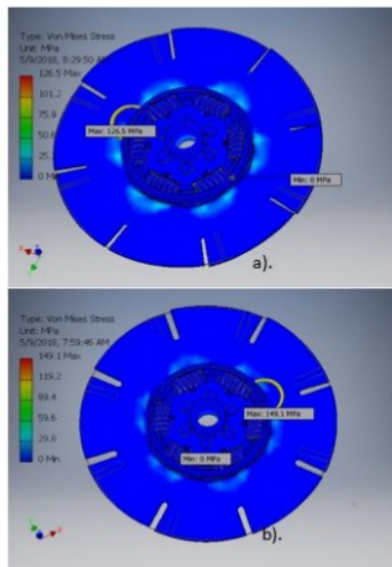 Type: Von Mises Stress
Unit: MPa
5/9/2018, 8:29:50 AM
126.5 Max
101.2
75.9
50.6
25.3
0 Min
Max: 126.5 MPa
Min: 0 MPa
a).
Type: Von Mises Stress
Unit: MPa
5/9/2018, 7:59:46 AM
149.1 Max
119.2
89.4
59.6
29.8
0 Min
Max: 149.1 MPa
Min: 0 MPa
b).